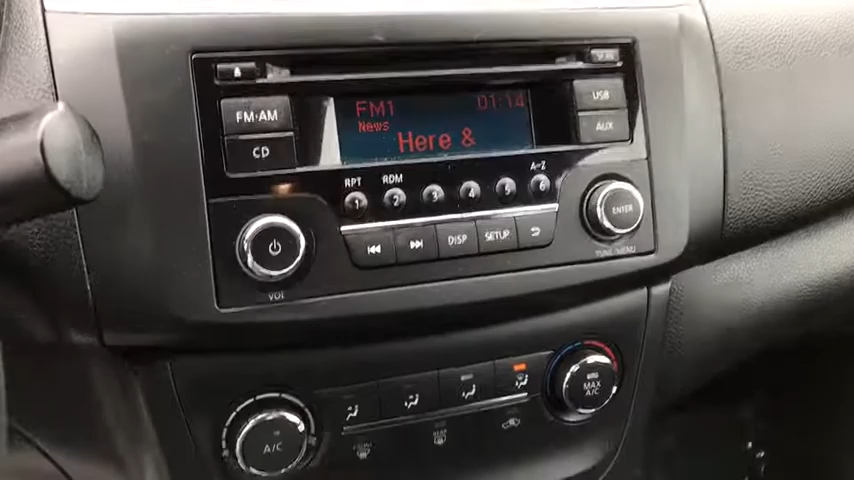 FM1 01:14
News
Here &
FM·AM
CD
USB
AUX
RPT RDM A-Z
1 2 3 4 5 6
DISP SETUP
ENTER
VOL
TUNE / MENU
A/C
MAX A/C